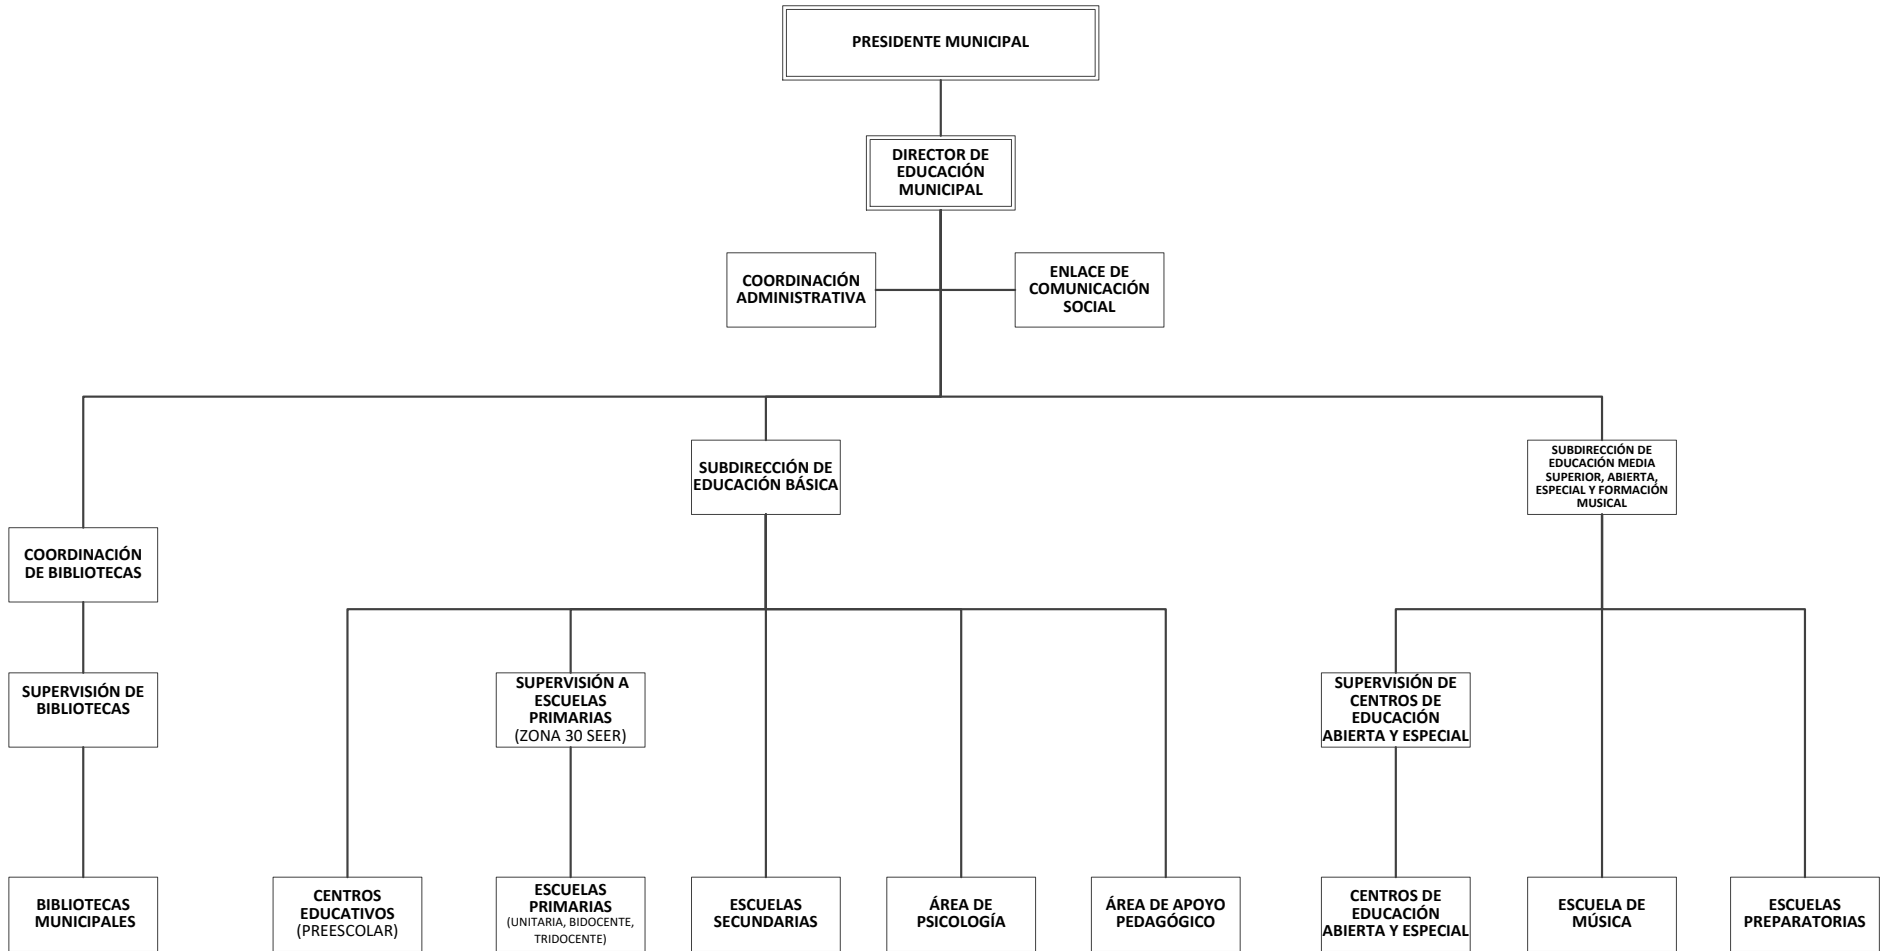 PRESIDENTE MUNICIPAL
DIRECTOR DE
EDUCACIÓN
MUNICIPAL
COORDINACIÓN
ADMINISTRATIVA
ENLACE DE
COMUNICACIÓN
SOCIAL
SUBDIRECCIÓN DE
EDUCACIÓN BÁSICA
SUBDIRECCIÓN DE
EDUCACIÓN MEDIA
SUPERIOR, ABIERTA,
ESPECIAL Y FORMACIÓN
MUSICAL
COORDINACIÓN
DE BIBLIOTECAS
SUPERVISIÓN DE
BIBLIOTECAS
SUPERVISIÓN A
ESCUELAS
PRIMARIAS
(ZONA 30 SEER)
SUPERVISIÓN DE
CENTROS DE
EDUCACIÓN
ABIERTA Y ESPECIAL
BIBLIOTECAS
MUNICIPALES
CENTROS
EDUCATIVOS
(PREESCOLAR)
ESCUELAS
PRIMARIAS
(UNITARIA, BIDOCENTE,
TRIDOCENTE)
ESCUELAS
SECUNDARIAS
ÁREA DE
PSICOLOGÍA
ÁREA DE APOYO
PEDAGÓGICO
CENTROS DE
EDUCACIÓN
ABIERTA Y ESPECIAL
ESCUELA DE
MÚSICA
ESCUELAS
PREPARATORIAS